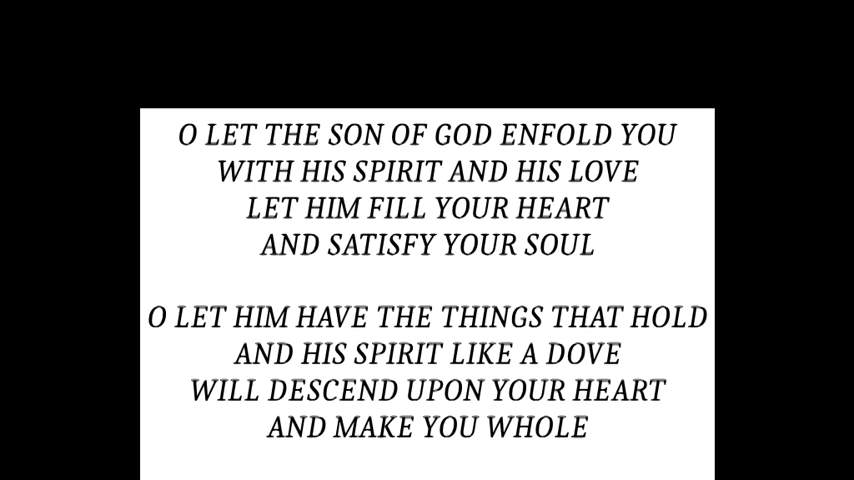 O LET THE SON OF GOD ENFOLD YOU
WITH HIS SPIRIT AND HIS LOVE
LET HIM FILL YOUR HEART
AND SATISFY YOUR SOUL
O LET HIM HAVE THE THINGS THAT HOLD
AND HIS SPIRIT LIKE A DOVE
WILL DESCEND UPON YOUR HEART
AND MAKE YOU WHOLE